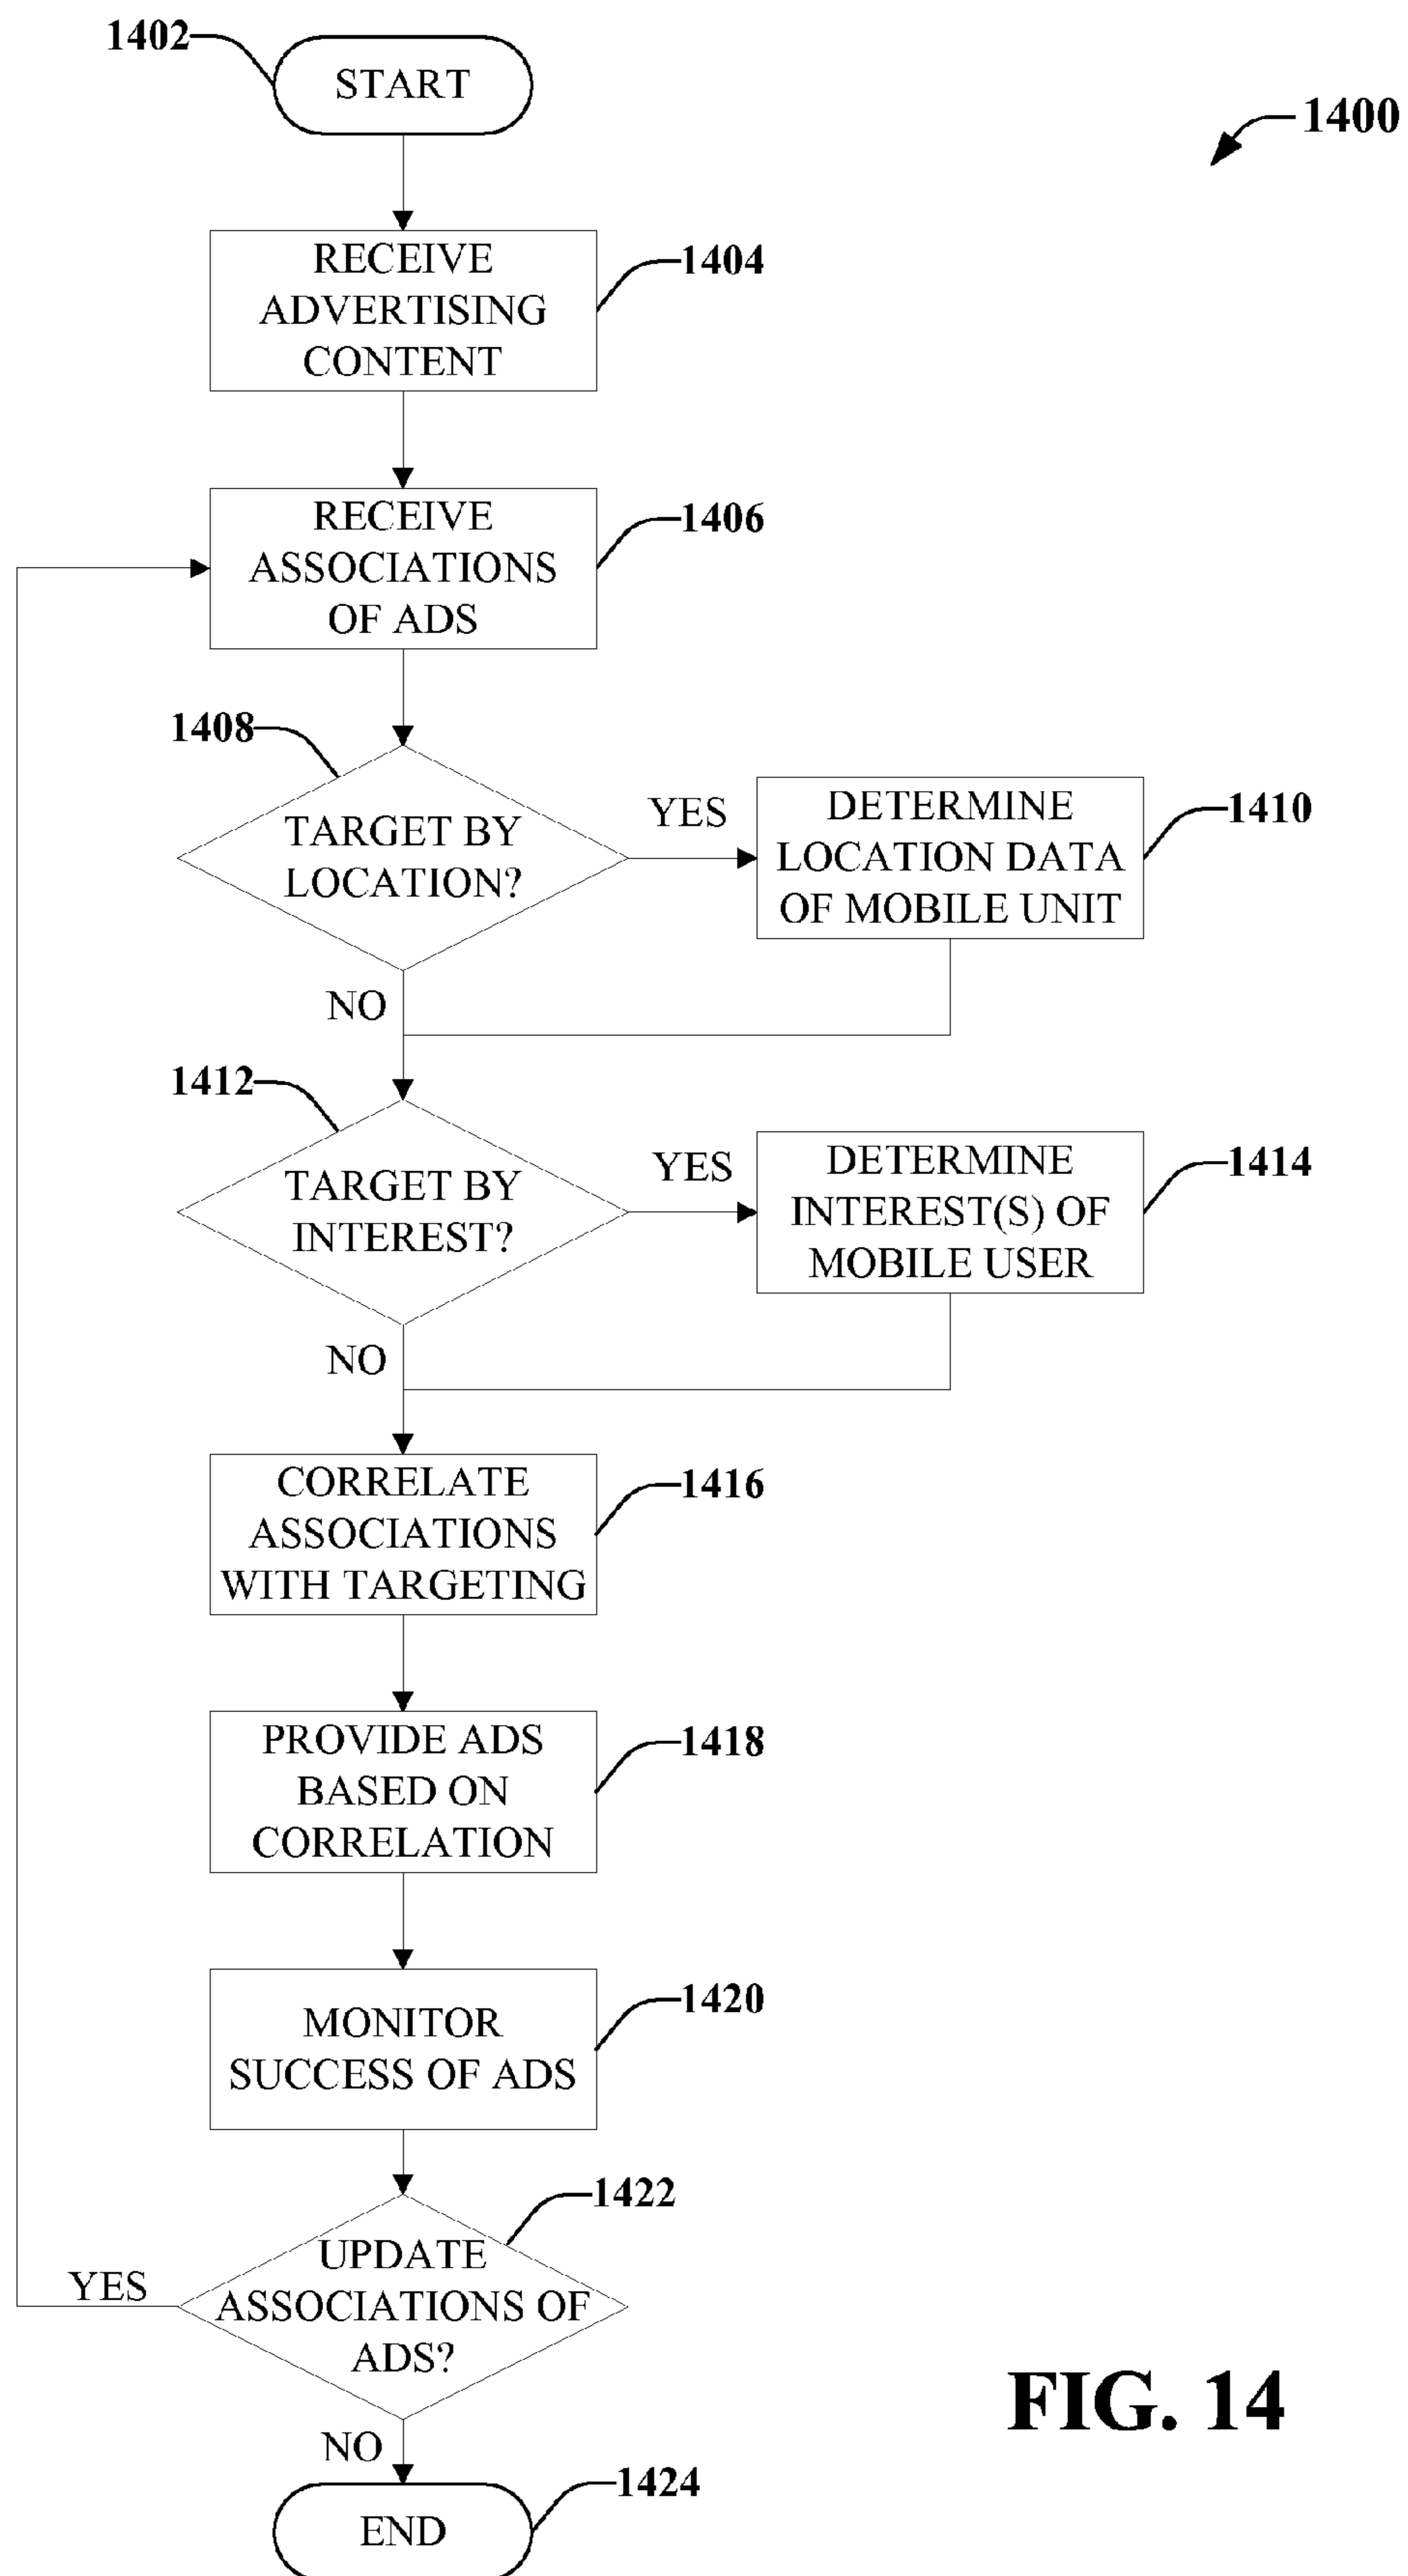 1402
START
1400
RECEIVE
ADVERTISING
CONTENT
1404
RECEIVE
ASSOCIATIONS
OF ADS
1406
1408
TARGET BY
LOCATION?
YES
DETERMINE
LOCATION DATA
OF MOBILE UNIT
1410
NO
1412
TARGET BY
INTEREST?
YES
DETERMINE
INTEREST(S) OF
MOBILE USER
1414
NO
CORRELATE
ASSOCIATIONS
WITH TARGETING
1416
PROVIDE ADS
BASED ON
CORRELATION
1418
MONITOR
SUCCESS OF ADS
1420
1422
UPDATE
ASSOCIATIONS OF
ADS?
YES
NO
END
1424
FIG. 14